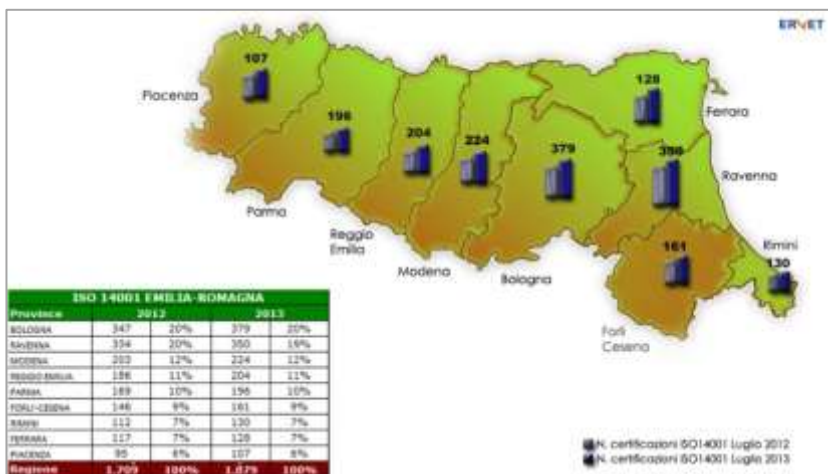 ERVET
107
128
Piacenza
196
204
224
379
350
Ferrara
Ravenna
Parma
Reggio
Emilia
Modena
Bologna
161
Rimini
130
Forlì
Cesena
ISO 14001 EMILIA-ROMAGNA
Province 2012 2013
BOLOGNA 347 20% 379 20%
RAVENNA 334 20% 350 19%
MODENA 203 12% 224 12%
REGGIO EMILIA 186 11% 204 11%
PARMA 169 10% 196 10%
FORLI'-CESENA 146 9% 161 9%
RIMINI 112 7% 130 7%
FERRARA 117 7% 128 7%
PIACENZA 95 6% 107 6%
Regione 1.709 100% 1.879 100%
N. certificazioni ISO14001 Luglio 2012
N. certificazioni ISO14001 Luglio 2013